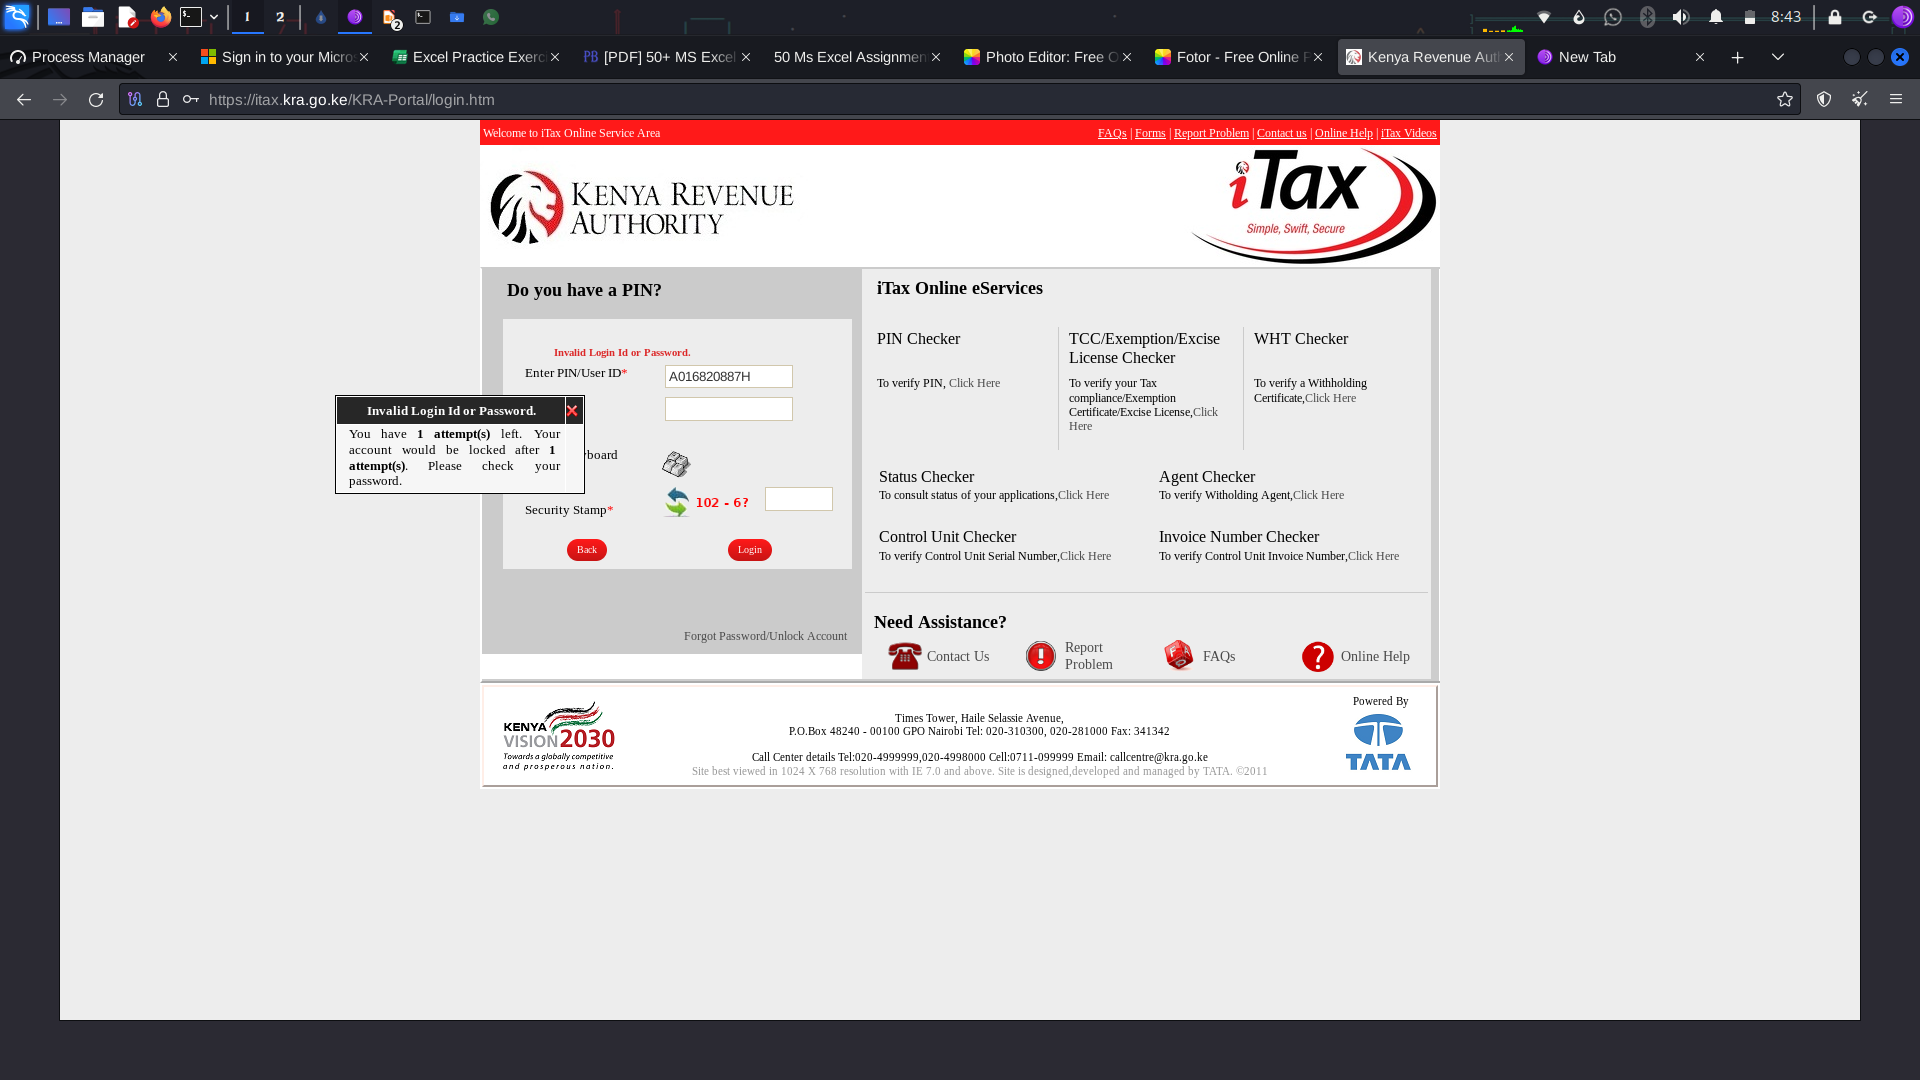 1
2
2
8:43
Process Manager
Sign in to your Micro
Excel Practice Exerc
PB [PDF] 50+ MS Excel
50 Ms Excel Assignmen
Photo Editor: Free O
Fotor - Free Online P
Kenya Revenue Aut
New Tab
https://itax.kra.go.ke/KRA-Portal/login.htm
Welcome to iTax Online Service Area
FAQs | Forms | Report Problem | Contact us | Online Help | iTax Videos
KENYA REVENUE
AUTHORITY
iTax
Simple, Swift, Secure
Do you have a PIN?
Invalid Login Id or Password.
Enter PIN/User ID*
A016820887H
Invalid Login Id or Password.
You have 1 attempt(s) left. Your
account would be locked after 1
attempt(s). Please check your
password.
board
Security Stamp*
102 - 6?
Back
Login
Forgot Password/Unlock Account
iTax Online eServices
PIN Checker
To verify PIN, Click Here
TCC/Exemption/Excise
License Checker
To verify your Tax
compliance/Exemption
Certificate/Excise License,Click
Here
WHT Checker
To verify a Withholding
Certificate,Click Here
Status Checker
To consult status of your applications,Click Here
Agent Checker
To verify Witholding Agent,Click Here
Control Unit Checker
To verify Control Unit Serial Number,Click Here
Invoice Number Checker
To verify Control Unit Invoice Number,Click Here
Need Assistance?
Contact Us
Report
Problem
FAQs
Online Help
KENYA
VISION 2030
Towards a globally competitive
and prosperous nation.
Times Tower, Haile Selassie Avenue,
P.O.Box 48240 - 00100 GPO Nairobi Tel: 020-310300, 020-281000 Fax: 341342
Call Center details Tel:020-4999999,020-4998000 Cell:0711-099999 Email: callcentre@kra.go.ke
Site best viewed in 1024 X 768 resolution with IE 7.0 and above. Site is designed,developed and managed by TATA. ©2011
Powered By
TATA